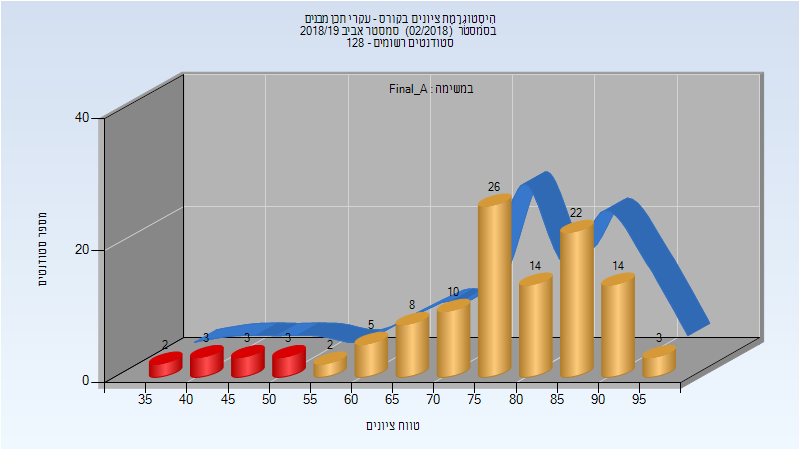 היסטוגרמת ציונים בקורס - עקרי תכן מבנים
בסמסטר (02/2018) סמסטר אביב 2018/19
סטודנטים רשומים - 128
במשימה : Final_A
מספר סטודנטים
40
20
0
2
3
3
3
2
5
8
10
26
14
22
14
3
35 40 45 50 55 60 65 70 75 80 85 90 95
טווח ציונים